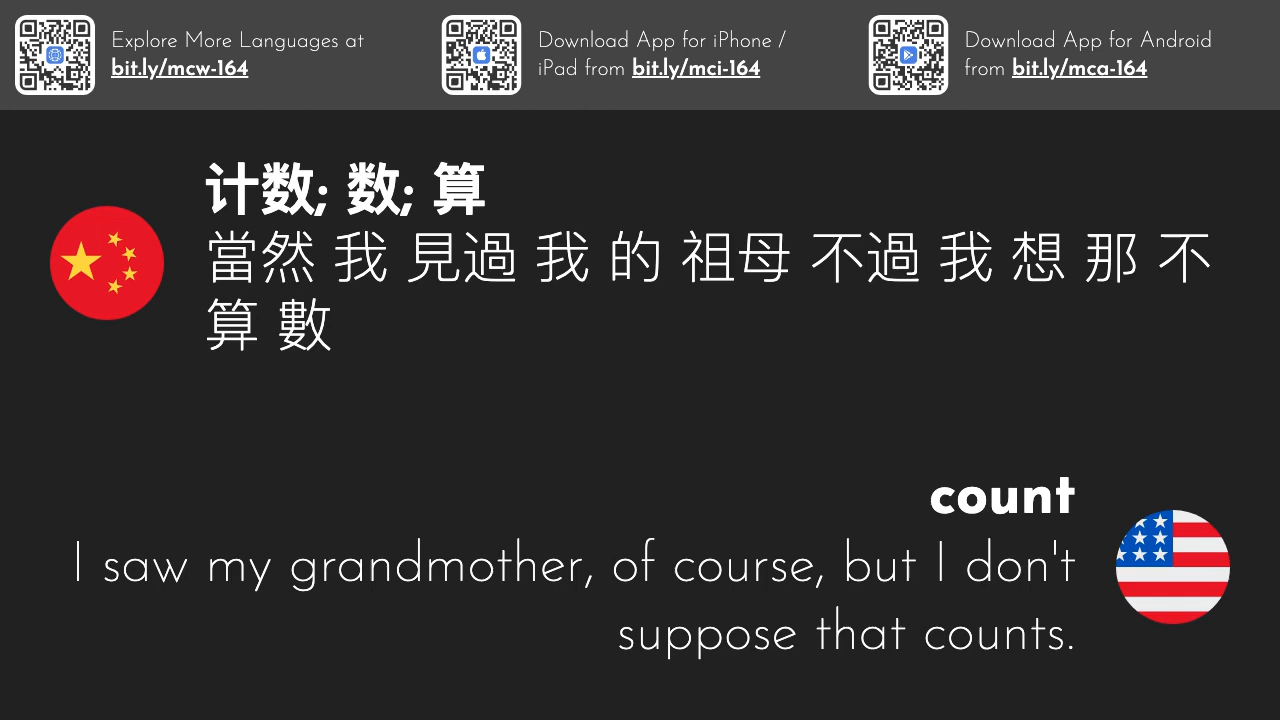 Explore More Languages at
bit.ly/mcw-164
Download App for iPhone /
iPad from bit.ly/mci-164
Download App for Android
from bit.ly/mca-164
计数; 数; 算
當然 我 見過 我 的 祖母 不過 我 想 那 不
算 數
count
I saw my grandmother, of course, but I don't
suppose that counts.